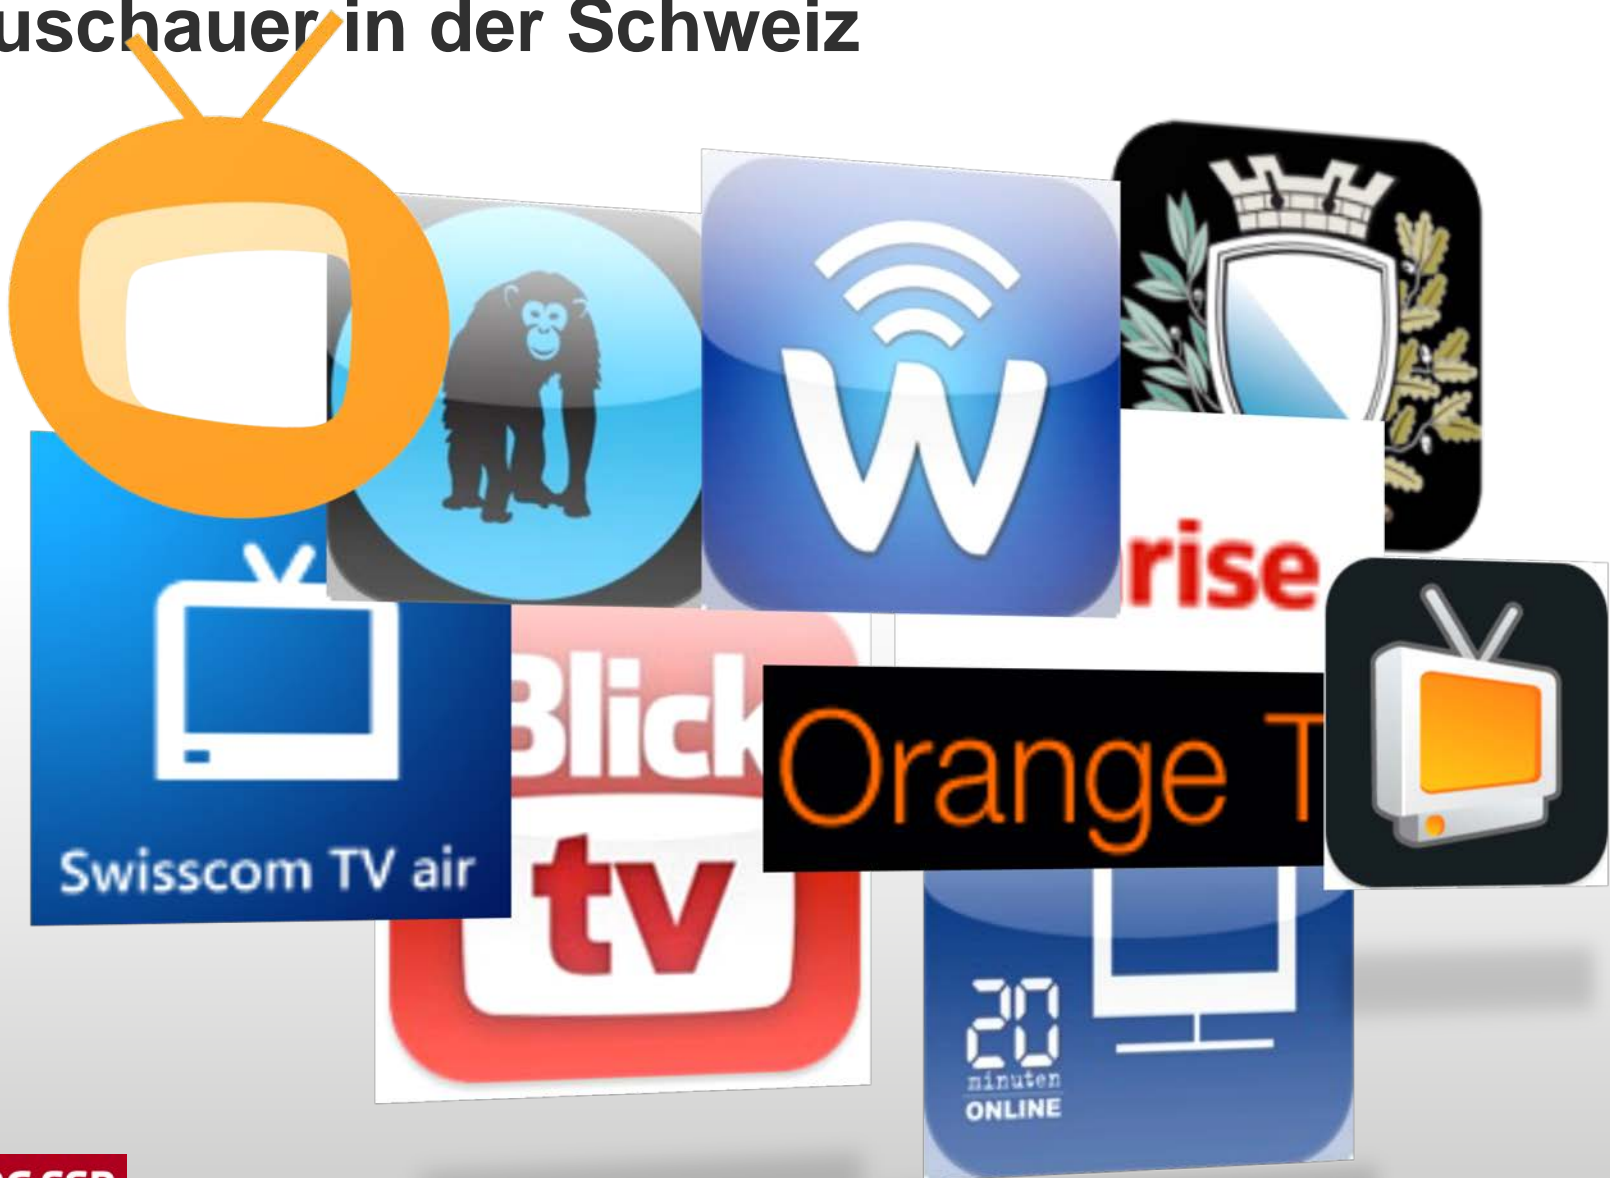 uschauer in der Schweiz
W
rise
Blick
Orange T
tv
Swisscom TV air
20
minuten
ONLINE